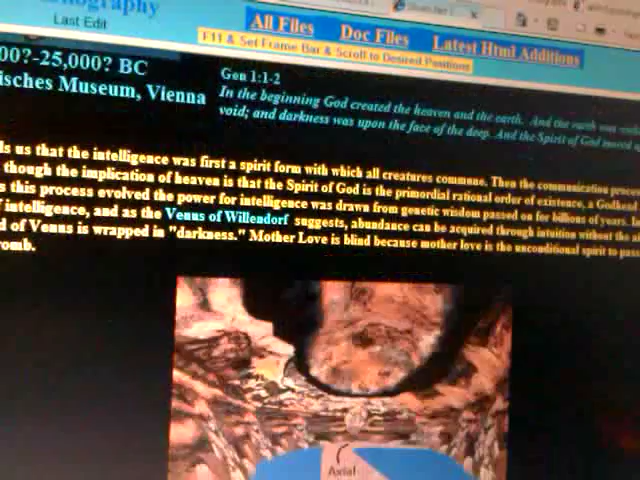 Last Edit
All Files
Doc Files
Latest Html Additions
F11 & Set Frame Bar & Scroll to Desired Positions
00?-25,000? BC
isches Museum, Vienna
Gen 1:1-2
In the beginning God created the heaven and the earth. And the earth was
void; and darkness was upon the face of the deep. And the Spirit of God moved
ls us that the intelligence was first a spirit form with which all creatures commune. Then the communication
though the implication of heaven is that the Spirit of God is the primordial rational order of existence, a Godhead
s this process evolved the power for intelligence was drawn from genetic wisdom passed on for billions of years.
intelligence, and as the Venus of Willendorf suggests, abundance can be acquired through intuition without the
d of Venus is wrapped in "darkness." Mother Love is blind because mother love is the unconditional spirit to pass
omb.
Axial